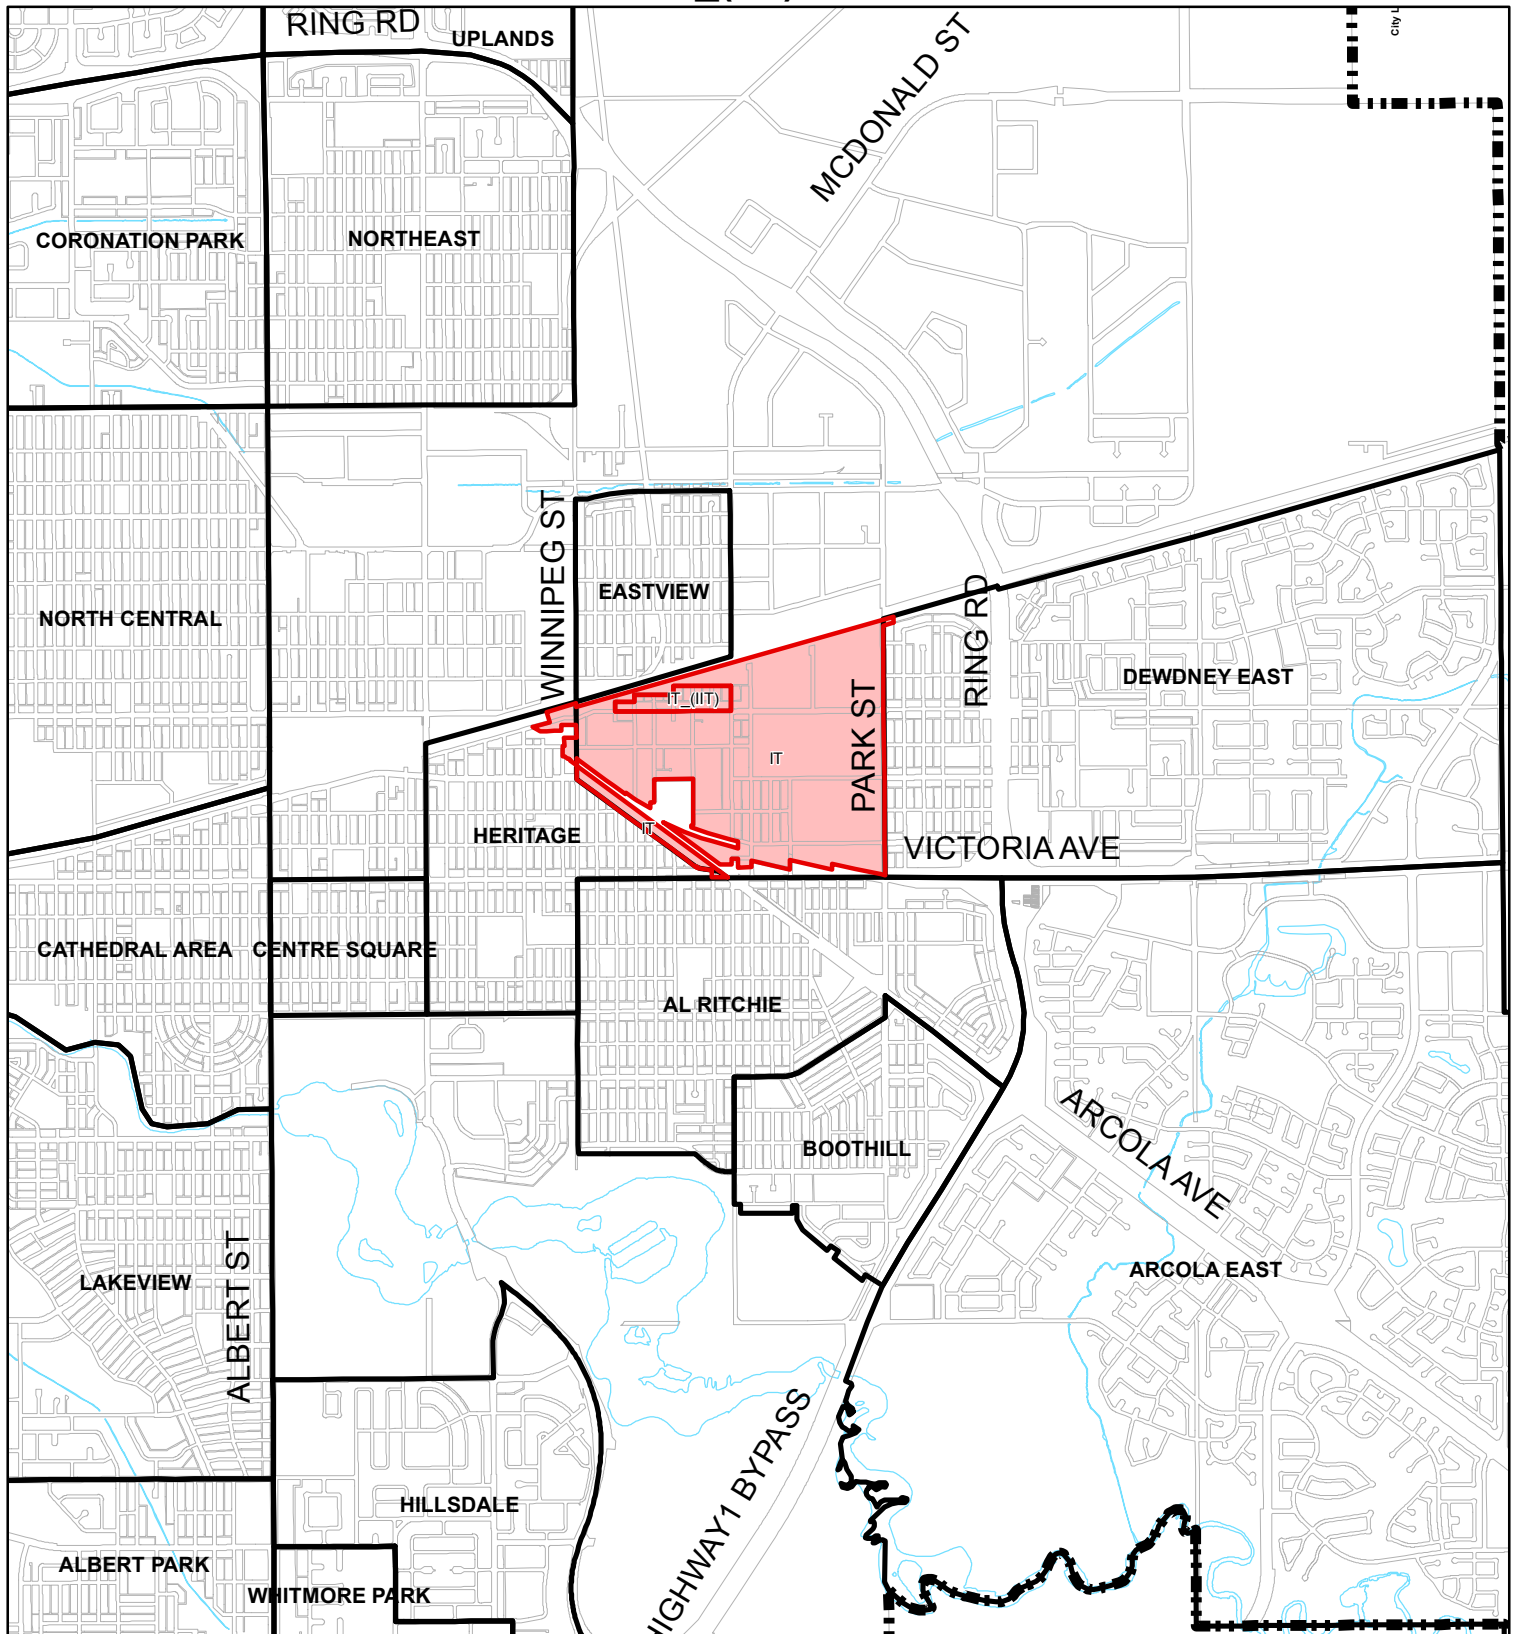 RING RD
UPLANDS
MCDONALD ST
CORONATION PARK
NORTHEAST
WINNIPEG ST
EASTVIEW
NORTH CENTRAL
RING RD
DEWDNEY EAST
IT_(IIT)
IT
PARK ST
IT
HERITAGE
VICTORIA AVE
CATHEDRAL AREA
CENTRE SQUARE
AL RITCHIE
ARCOLA AVE
BOOTHILL
LAKEVIEW
ALBERT ST
ARCOLA EAST
HIGHWAY 1 BYPASS
HILLSDALE
ALBERT PARK
WHITMORE PARK